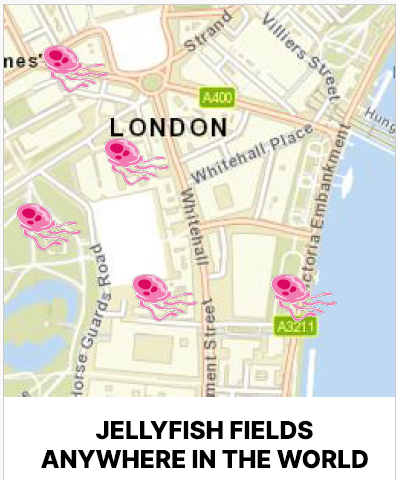 Strand
Villiers Street
nes'
A400
LONDON
Hung
Whitehall Place
Whitehall
ctoria Embankment
Horse Guards Road
ment Street
A3211
JELLYFISH FIELDS
ANYWHERE IN THE WORLD